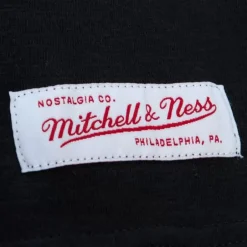 NOSTALGIA CO.
Mitchell & Ness
PHILADELPHIA, PA.